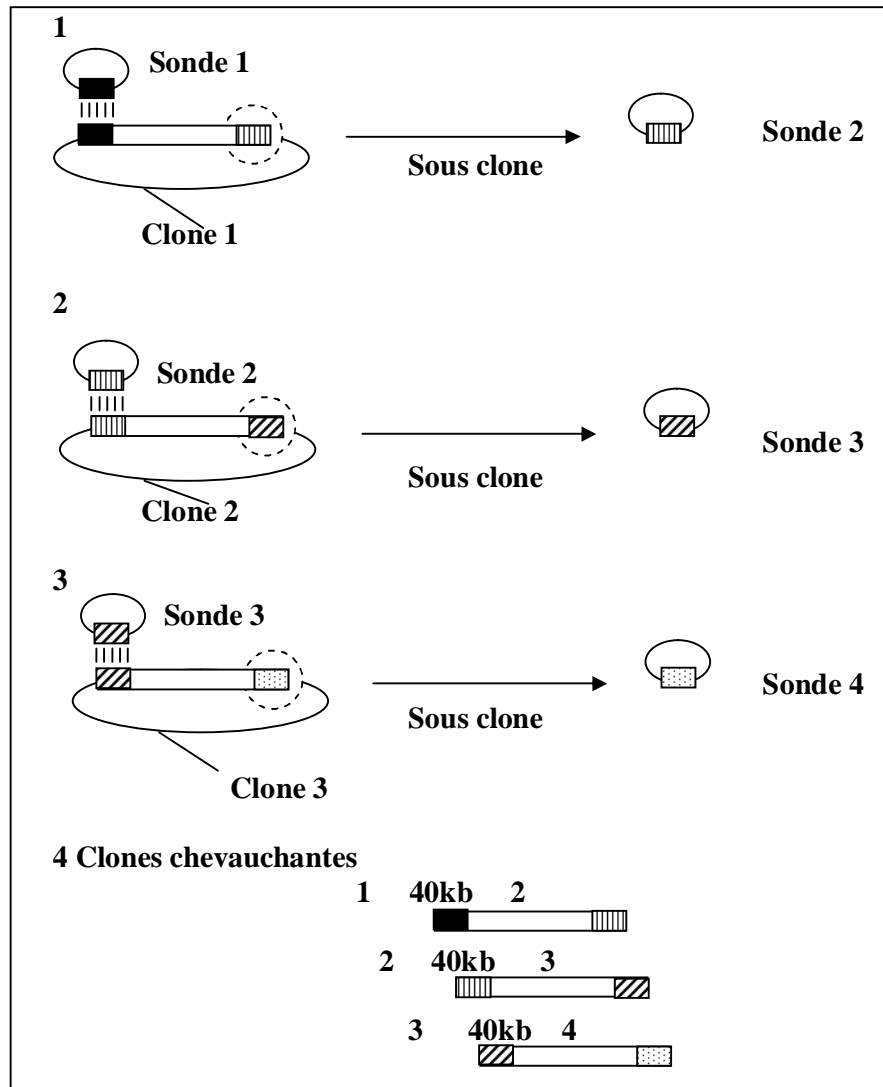 1
Sonde 1
Sonde 2
Sous clone
Clone 1
2
Sonde 2
Sonde 3
Sous clone
Clone 2
3
Sonde 3
Sonde 4
Sous clone
Clone 3
4 Clones chevauchantes
1 40kb 2
2 40kb 3
3 40kb 4